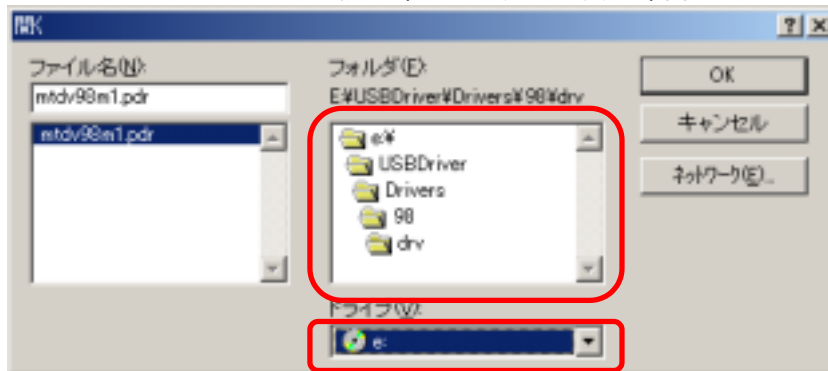 開く
ファイル名(N):
mtdv98m1.pdr
mtdv98m1.pdr
フォルダ(F):
E:¥USBDriver¥Drivers¥98¥drv
e:¥
USBDriver
Drivers
98
drv
ドライブ(V):
e:
OK
キャンセル
ネットワーク(E)...